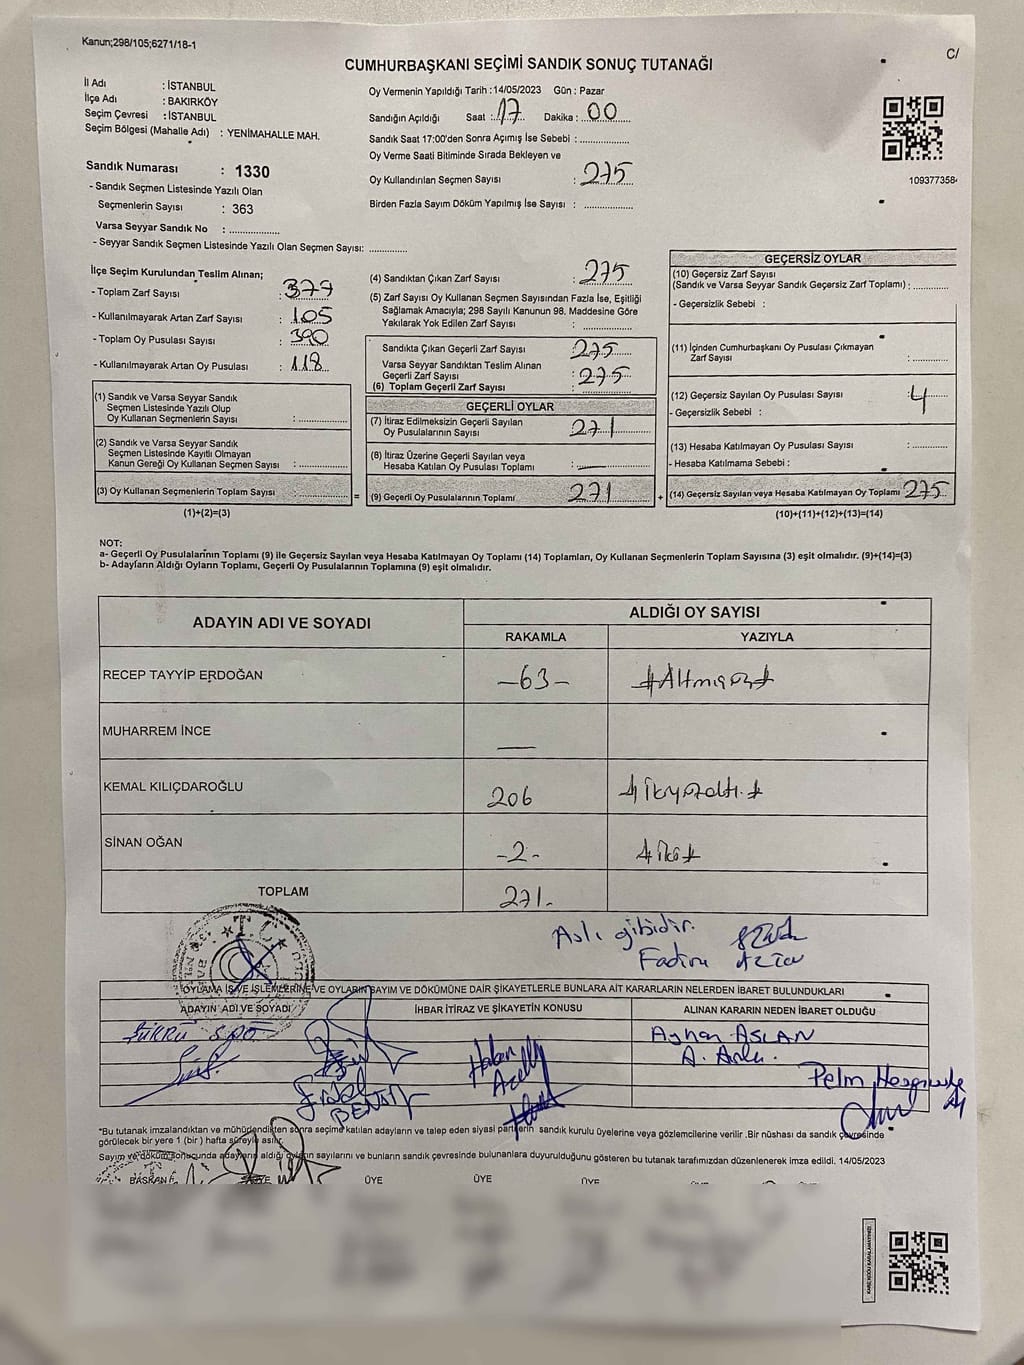 Kanun;298/105;6271/18-1
C/
CUMHURBAŞKANI SEÇİMİ SANDIK SONUÇ TUTANAĞI
İl Adı : İSTANBUL
İlçe Adı : BAKIRKÖY
Seçim Çevresi : İSTANBUL
Seçim Bölgesi (Mahalle Adı) : YENİMAHALLE MAH.
Oy Vermenin Yapıldığı Tarih : 14/05/2023 Gün : Pazar
Sandığın Açıldığı Saat : 17 Dakika : 00
Sandık Saat 17:00'den Sonra Açımış İse Sebebi :
Oy Verme Saati Bitiminde Sırada Bekleyen ve
Oy Kullandırılan Seçmen Sayısı : 275
Birden Fazla Sayım Döküm Yapılmış İse Sayısı :
109377358
Sandık Numarası : 1330
- Sandık Seçmen Listesinde Yazılı Olan
Seçmenlerin Sayısı : 363
Varsa Seyyar Sandık No :
- Seyyar Sandık Seçmen Listesinde Yazılı Olan Seçmen Sayısı:
İlçe Seçim Kurulundan Teslim Alınan;
- Toplam Zarf Sayısı : 377
- Kullanılmayarak Artan Zarf Sayısı : 105
- Toplam Oy Pusulası Sayısı : 390
- Kullanılmayarak Artan Oy Pusulası : 118
(1) Sandık ve Varsa Seyyar Sandık
Seçmen Listesinde Yazılı Olup
Oy Kullanan Seçmenlerin Sayısı :
(2) Sandık ve Varsa Seyyar Sandık
Seçmen Listesinde Kayıtlı Olmayan
Kanun Gereği Oy Kullanan Seçmen Sayısı :
(3) Oy Kullanan Seçmenlerin Toplam Sayısı :
(1)+(2)=(3)
(4) Sandıktan Çıkan Zarf Sayısı : 275
(5) Zarf Sayısı Oy Kullanan Seçmen Sayısından Fazla İse, Eşitliği
Sağlamak Amacıyla; 298 Sayılı Kanunun 98. Maddesine Göre
Yakılarak Yok Edilen Zarf Sayısı :
Sandıkta Çıkan Geçerli Zarf Sayısı : 275
Varsa Seyyar Sandıktan Teslim Alınan
Geçerli Zarf Sayısı : 275
(6) Toplam Geçerli Zarf Sayısı :
GEÇERLİ OYLAR
(7) İtiraz Edilmeksizin Geçerli Sayılan
Oy Pusulalarının Sayısı : 271
(8) İtiraz Üzerine Geçerli Sayılan veya
Hesaba Katılan Oy Pusulası Toplamı : —
= (9) Geçerli Oy Pusulalarının Toplamı : 271
GEÇERSİZ OYLAR
(10) Geçersiz Zarf Sayısı
(Sandık ve Varsa Seyyar Sandık Geçersiz Zarf Toplamı) :
- Geçersizlik Sebebi :
(11) İçinden Cumhurbaşkanı Oy Pusulası Çıkmayan
Zarf Sayısı :
(12) Geçersiz Sayılan Oy Pusulası Sayısı : 4
- Geçersizlik Sebebi :
(13) Hesaba Katılmayan Oy Pusulası Sayısı :
- Hesaba Katılmama Sebebi :
+ (14) Geçersiz Sayılan veya Hesaba Katılmayan Oy Toplamı 275
(10)+(11)+(12)+(13)=(14)
NOT:
a- Geçerli Oy Pusulalarının Toplamı (9) ile Geçersiz Sayılan veya Hesaba Katılmayan Oy Toplamı (14) Toplamları, Oy Kullanan Seçmenlerin Toplam Sayısına (3) eşit olmalıdır. (9)+(14)=(3)
b- Adayların Aldığı Oyların Toplamı, Geçerli Oy Pusulalarının Toplamına (9) eşit olmalıdır.
ADAYIN ADI VE SOYADI
ALDIĞI OY SAYISI
RAKAMLA YAZIYLA
RECEP TAYYİP ERDOĞAN -63- #Altmışüç#
MUHARREM İNCE —
KEMAL KILIÇDAROĞLU 206 #ikiyüzaltı#
SİNAN OĞAN -2- #iki#
TOPLAM 271.
Aslı gibidir.
T.C.
OYLAMA İŞ VE İŞLEMLERİNE VE OYLARIN SAYIM VE DÖKÜMÜNE DAİR ŞİKAYETLERLE BUNLARA AİT KARARLARIN NELERDEN İBARET BULUNDUKLARI
ADAYIN ADI VE SOYADI İHBAR İTİRAZ VE ŞİKAYETİN KONUSU ALINAN KARARIN NEDEN İBARET OLDUĞU
ŞÜKRÜ
Ayhan ASLAN
Hakan
Pelin
*Bu tutanak imzalandıktan ve mühürlendikten sonra seçime katılan adayların ve talep eden siyasi partilerin sandık kurulu üyelerine veya gözlemcilerine verilir .Bir nüshası da sandık çevresinde
görülecek bir yere 1 (bir ) hafta süreyle asılır.
Sayım ve döküm sonucunda adayların aldığı oyların sayılarını ve bunların sandık çevresinde bulunanlara duyurulduğunu gösteren bu tutanak tarafımızdan düzenlenerek imza edildi. 14/05/2023
BAŞKAN ÜYE ÜYE ÜYE ÜYE
KARE KODU KARALAMAYINIZ!